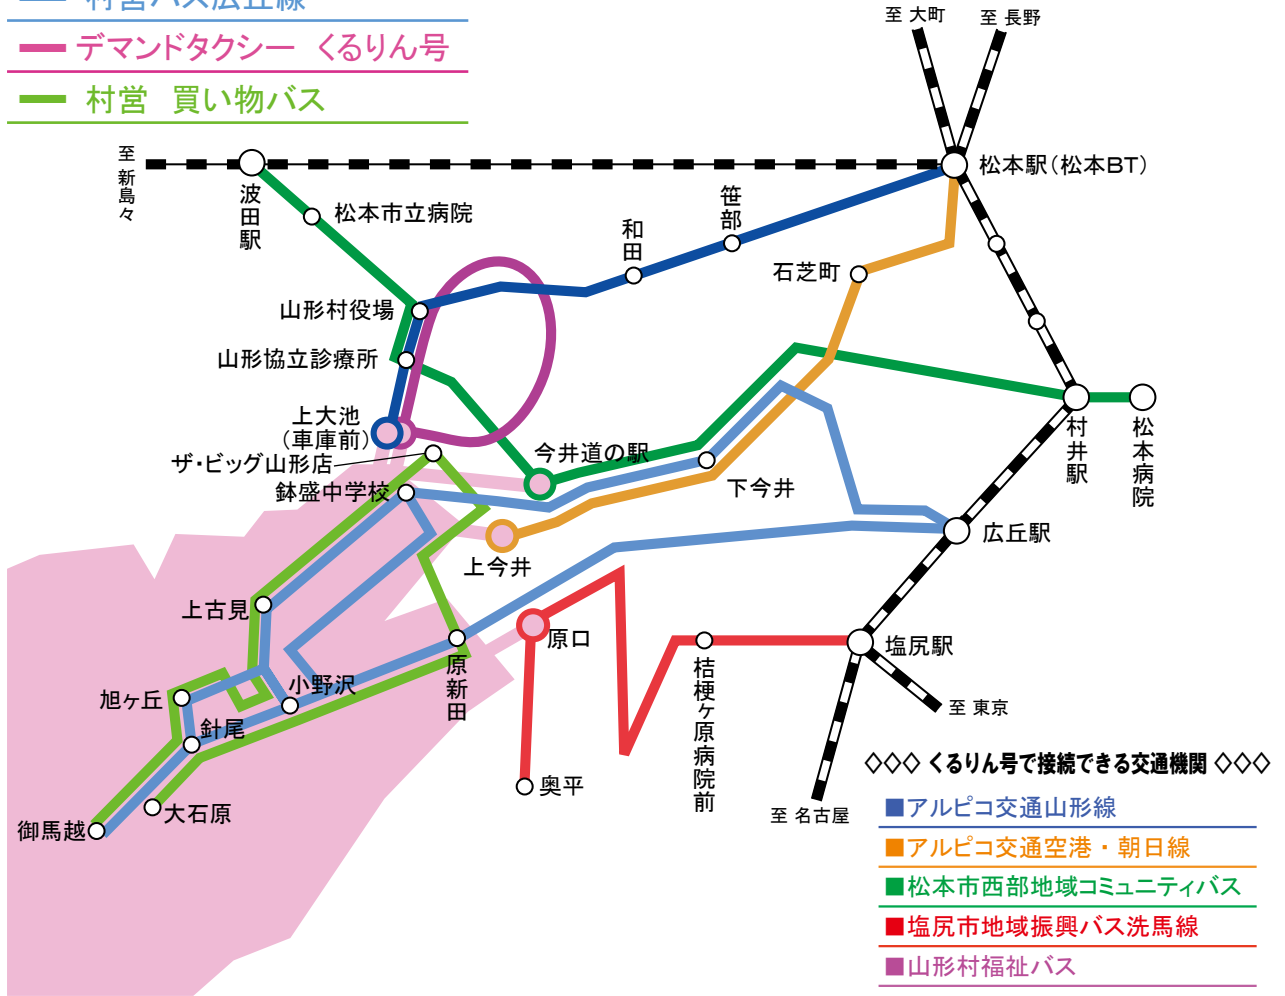 村営バス広丘線
デマンドタクシー くるりん号
村営 買い物バス
至 大町
至 長野
至 新島々
波田駅
松本市立病院
笹部
和田
松本駅(松本BT)
石芝町
山形村役場
山形協立診療所
上大池
(車庫前)
ザ・ビッグ山形店
鉢盛中学校
今井道の駅
下今井
村井駅
松本病院
上今井
広丘駅
上古見
原口
塩尻駅
旭ヶ丘
小野沢
原新田
桔梗ヶ原病院前
至 東京
針尾
奥平
大石原
御馬越
至 名古屋
◇◇◇ くるりん号で接続できる交通機関 ◇◇◇
■アルピコ交通山形線
■アルピコ交通空港・朝日線
■松本市西部地域コミュニティバス
■塩尻市地域振興バス洗馬線
■山形村福祉バス